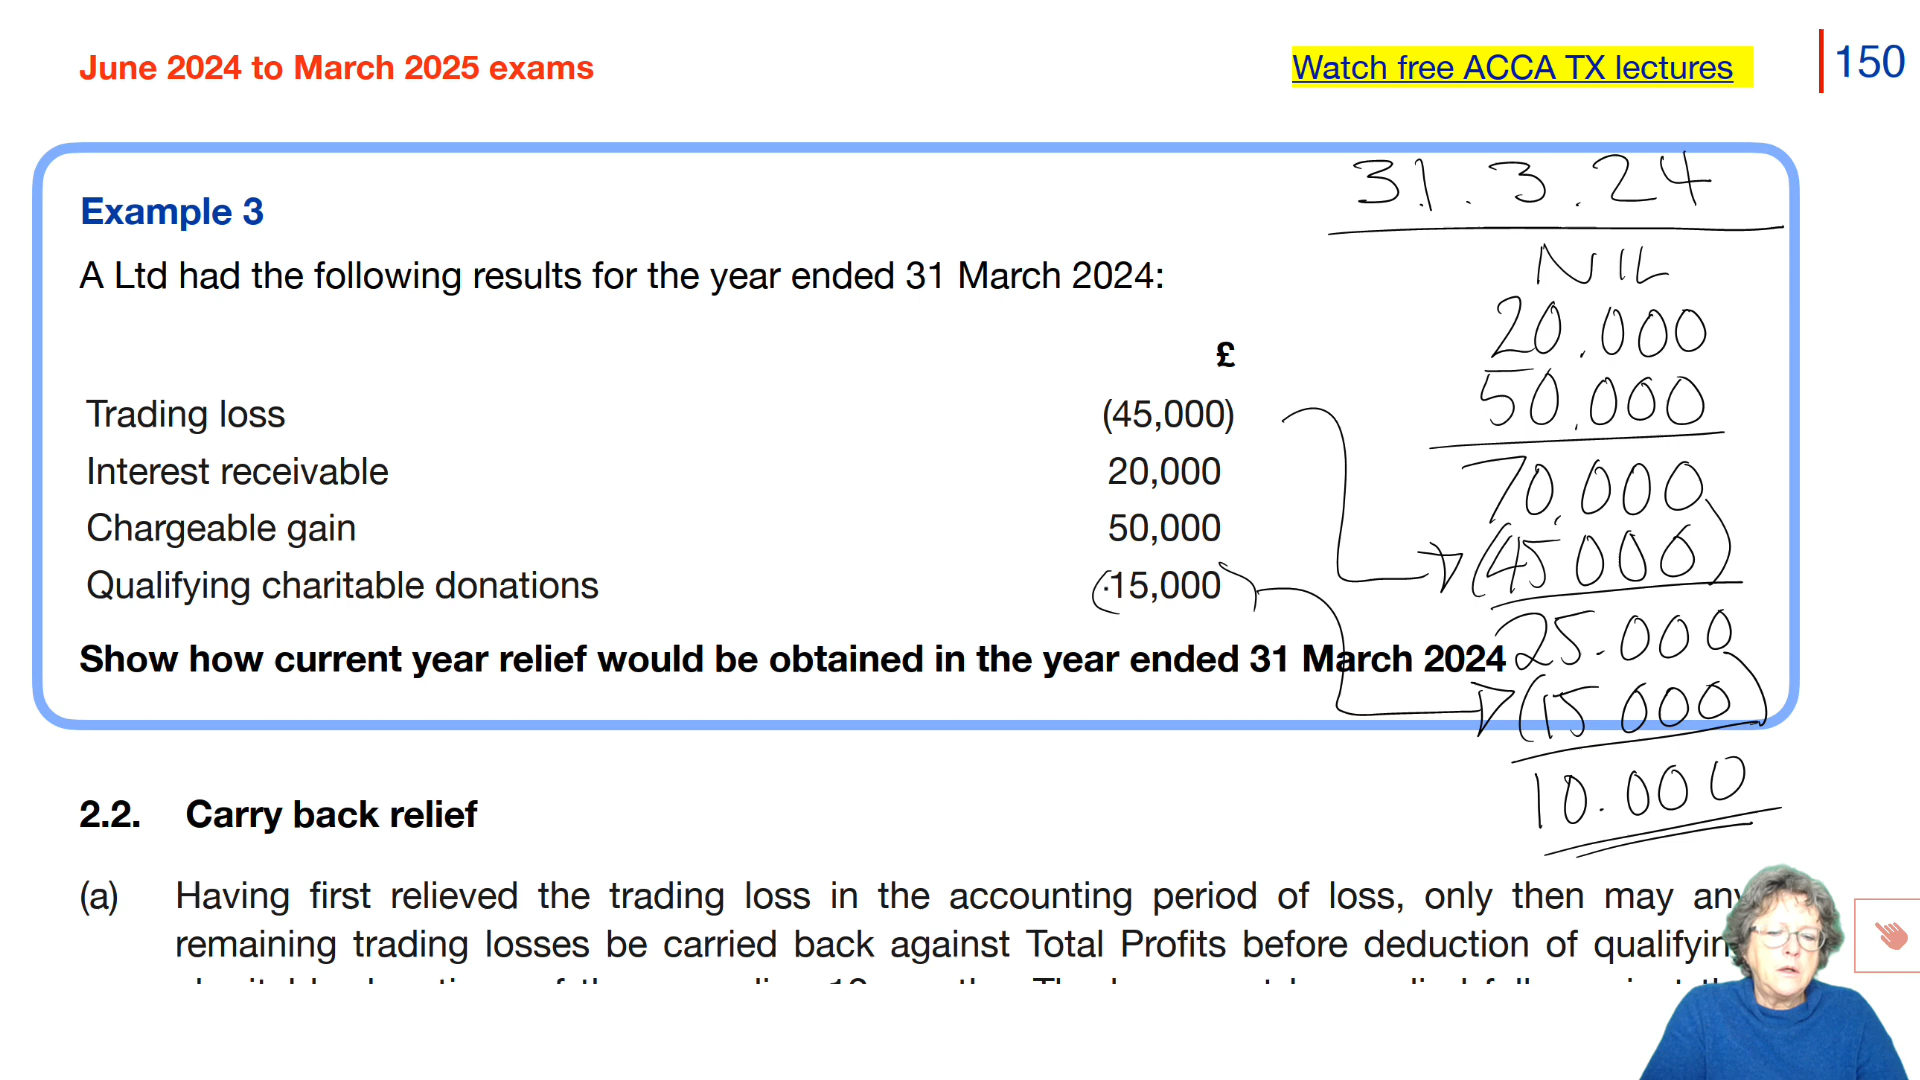 June 2024 to March 2025 exams
Watch free ACCA TX lectures
150
Example 3
A Ltd had the following results for the year ended 31 March 2024:
£
Trading loss (45,000)
Interest receivable 20,000
Chargeable gain 50,000
Qualifying charitable donations (15,000)
Show how current year relief would be obtained in the year ended 31 March 2024
31.3.24
NIL
20.000
50.000
70.000
(45 000)
25.000
(15 000)
10.000
2.2. Carry back relief
(a) Having first relieved the trading loss in the accounting period of loss, only then may any
remaining trading losses be carried back against Total Profits before deduction of qualifyin